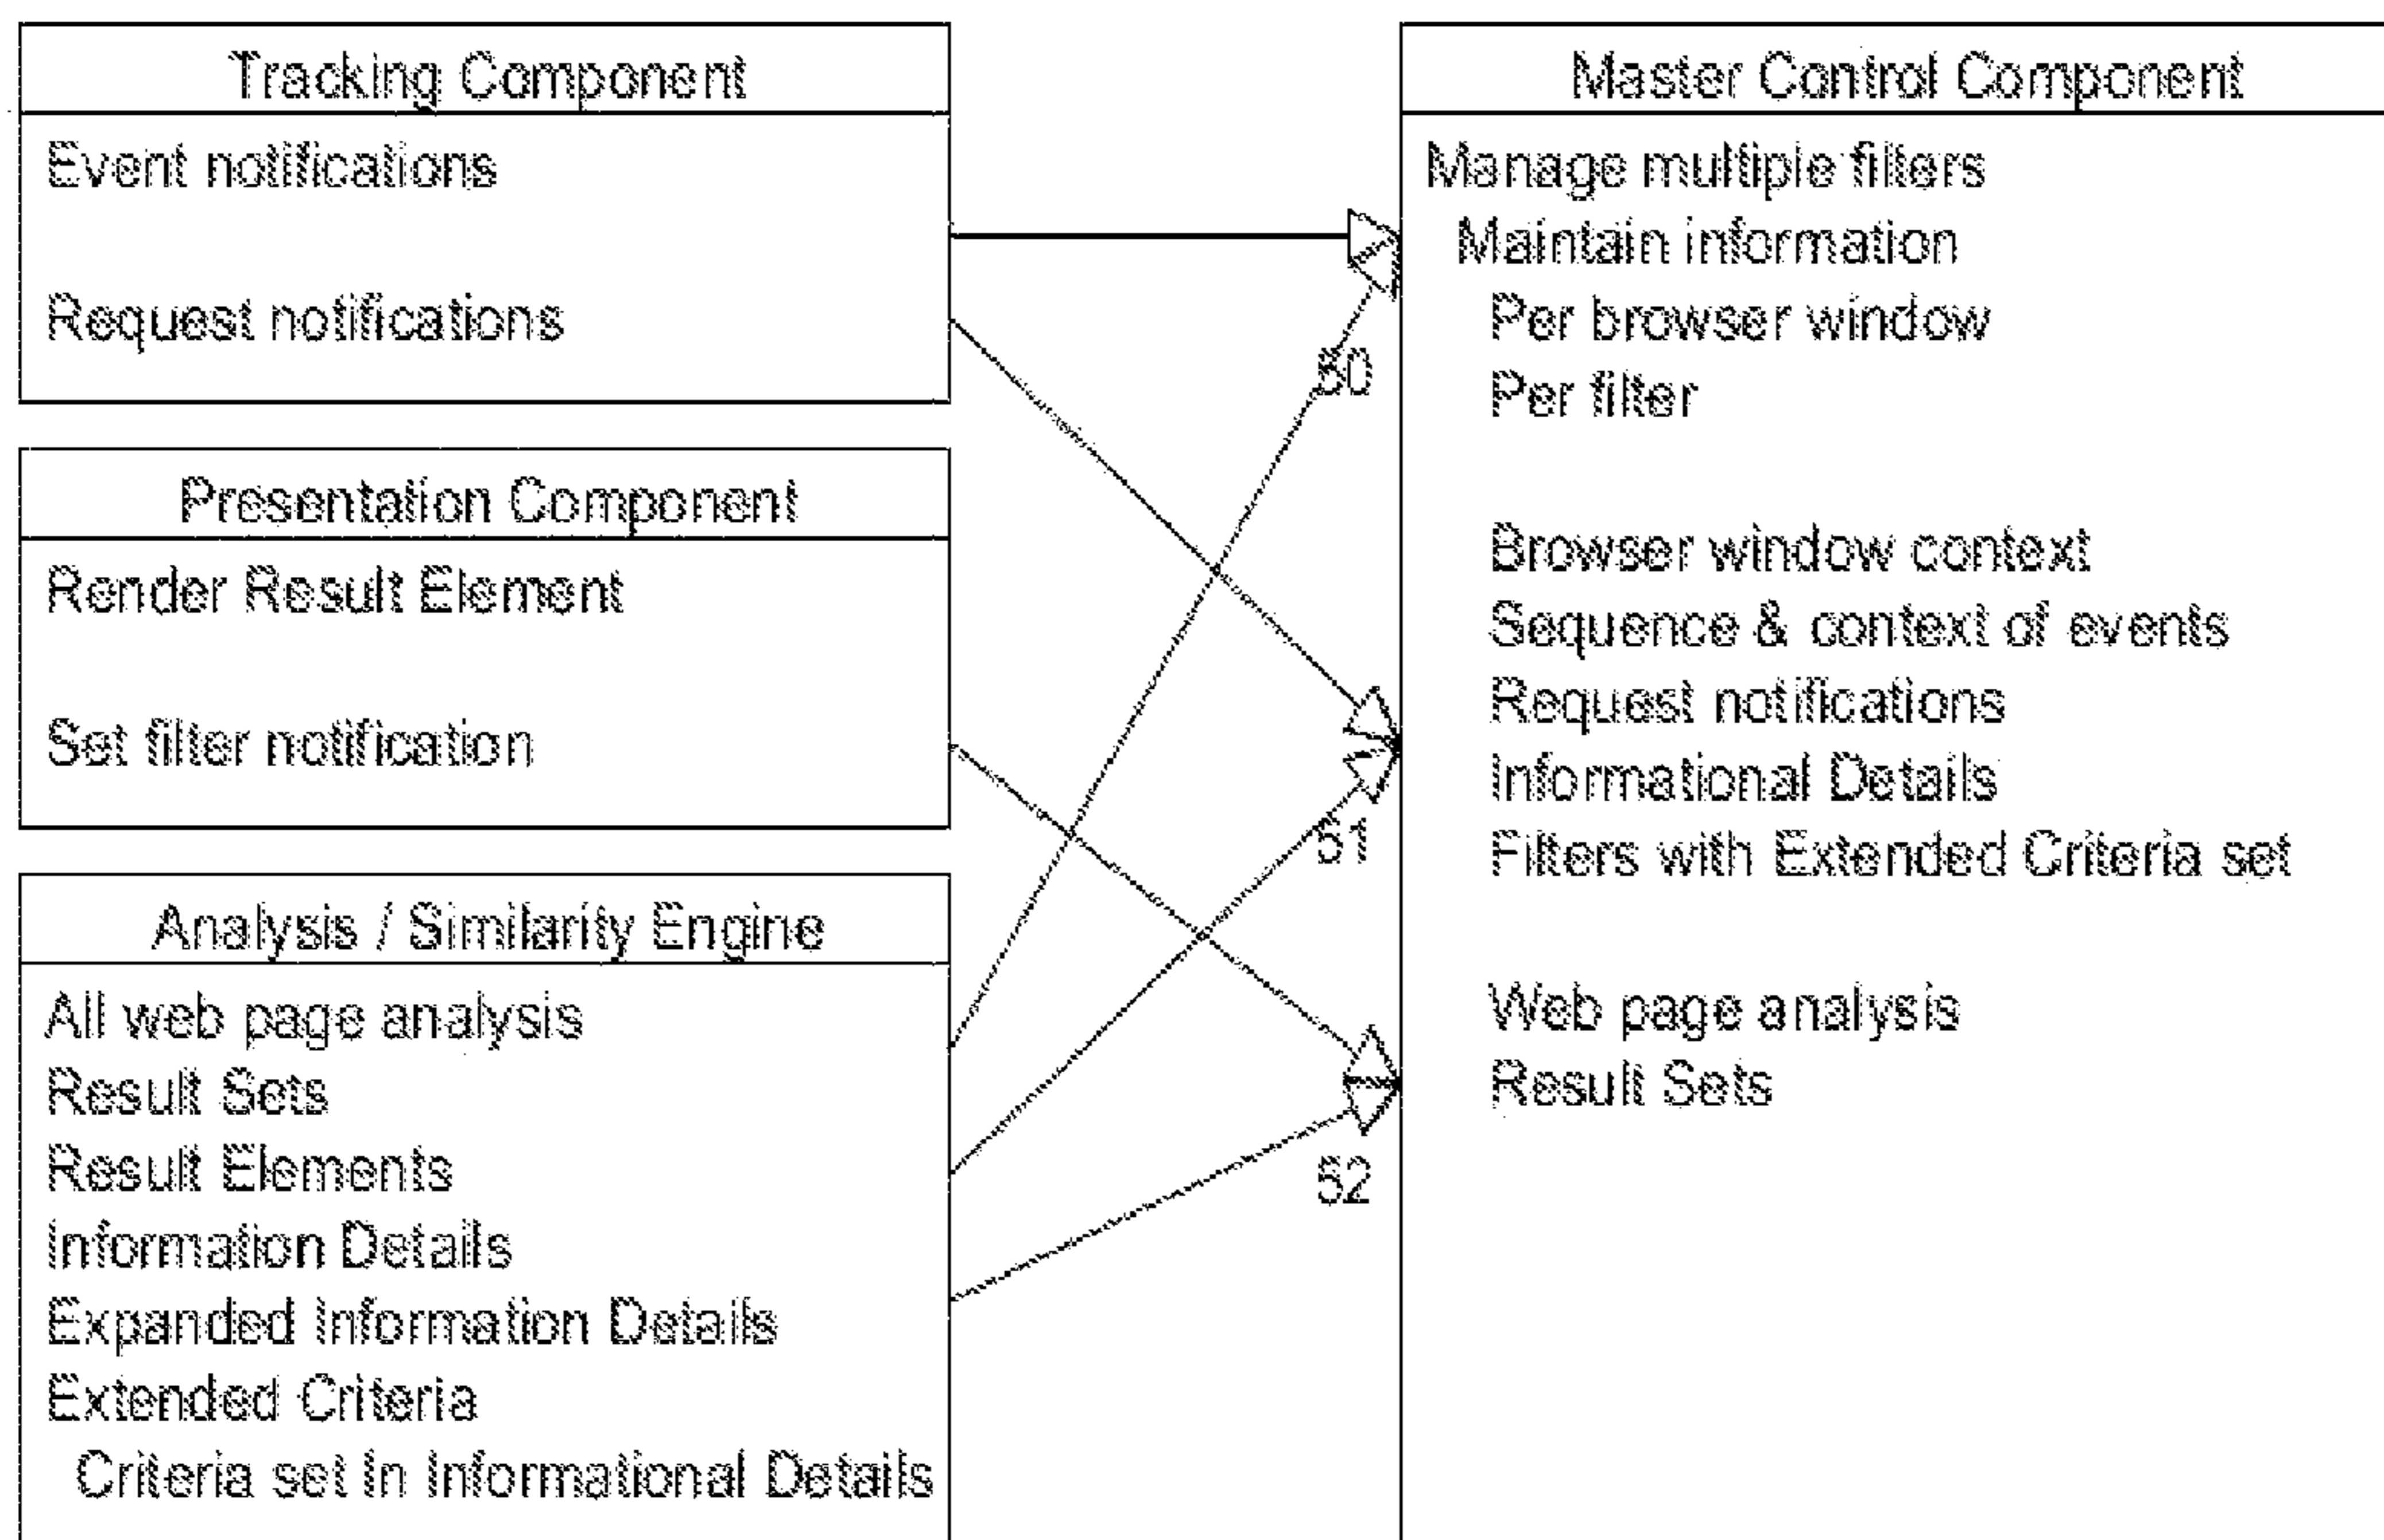 Tracking Component
Event notifications
Request notifications
Presentation Component
Render Result Element
Set filter notification
Analysis / Similarity Engine
All web page analysis
Result Sets
Result Elements
Information Details
Expanded Information Details
Extended Criteria
Criteria set in Informational Details
50
51
52
Master Control Component
Manage multiple filters
Maintain information
Per browser window
Per filter
Browser window context
Sequence & context of events
Request notifications
Informational Details
Filters with Extended Criteria set
Web page analysis
Result Sets